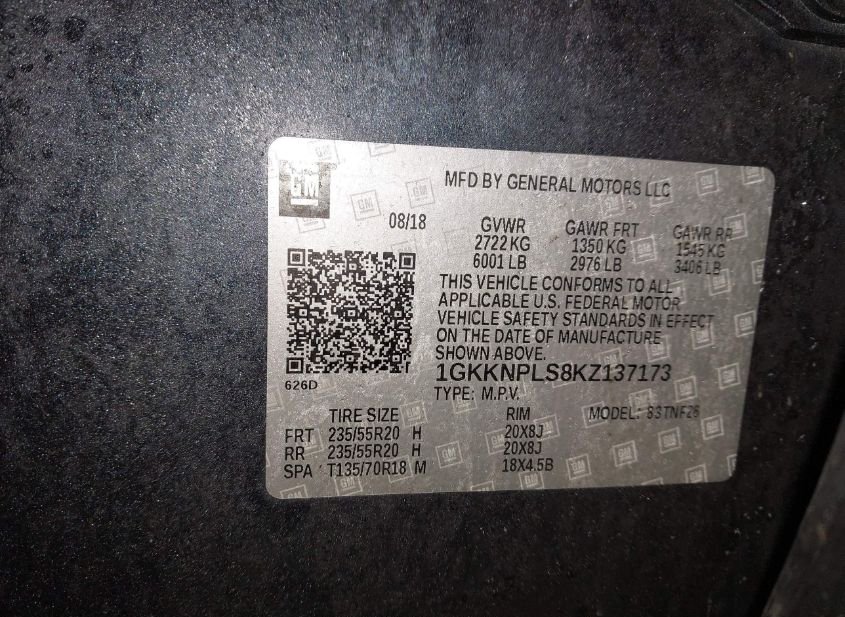 GM
MFD BY GENERAL MOTORS LLC
08/18
GVWR GAWR FRT GAWR RR
2722 KG 1350 KG 1545 KG
6001 LB 2976 LB 3406 LB
THIS VEHICLE CONFORMS TO ALL
APPLICABLE U.S. FEDERAL MOTOR
VEHICLE SAFETY STANDARDS IN EFFECT
ON THE DATE OF MANUFACTURE
SHOWN ABOVE.
1GKKNPLS8KZ137173
626D
TYPE: M.P.V.
TIRE SIZE RIM MODEL: 83TNF26
FRT 235/55R20 H 20X8J
RR 235/55R20 H 20X8J
SPA T135/70R18 M 18X4.5B